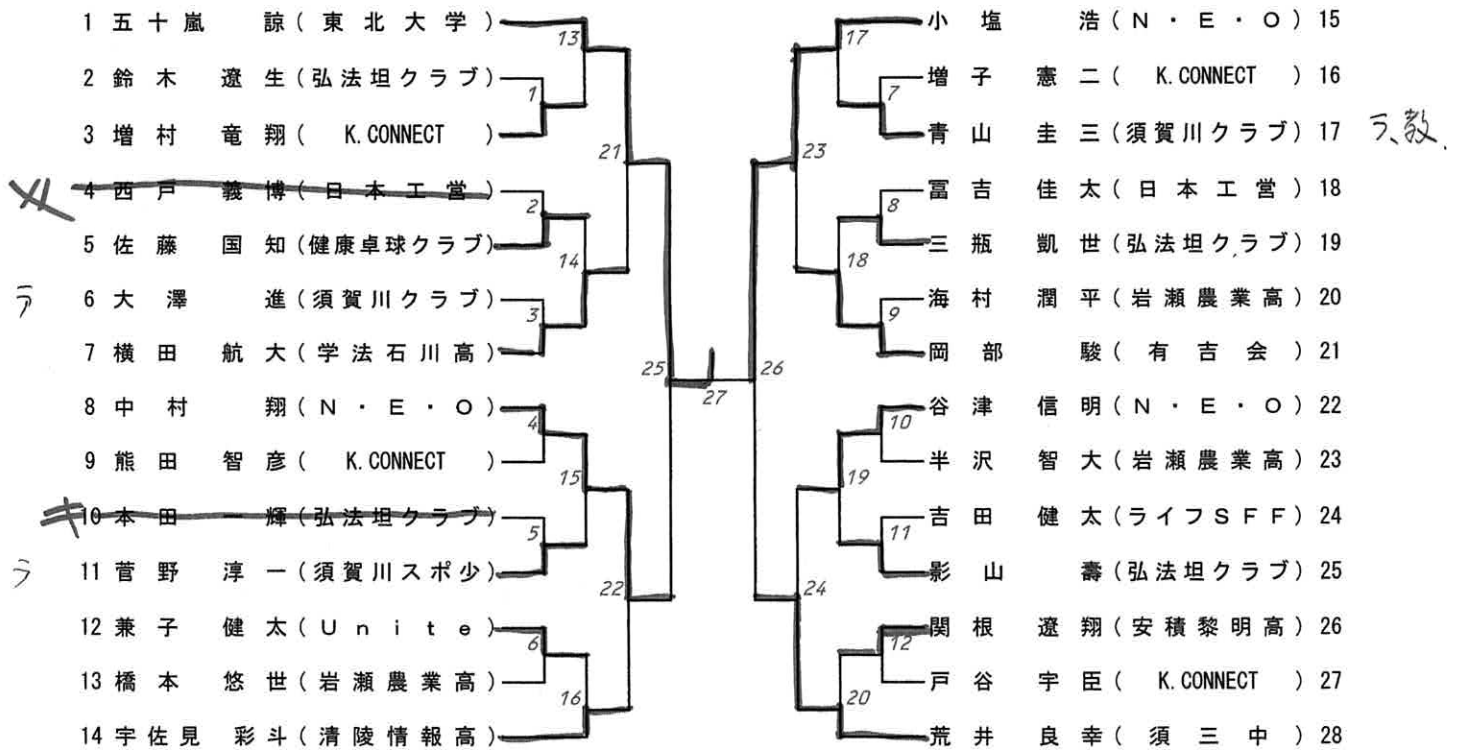 1 五十嵐 諒(東北大学)
2 鈴木 遼生(弘法坦クラブ)
3 増村 竜翔( K.CONNECT )
4 西戸 義博(日本工営)
5 佐藤 国知(健康卓球クラブ)
ラ 6 大澤 進(須賀川クラブ)
7 横田 航大(学法石川高)
8 中村 翔(N・E・O)
9 熊田 智彦( K.CONNECT )
キ 10 本田 一輝(弘法坦クラブ)
ラ 11 菅野 淳一(須賀川スポ少)
12 兼子 健太(Unite)
13 橋本 悠世(岩瀬農業高)
14 宇佐見 彩斗(清陵情報高)
13
1
21
2
14
3
25
4
15
5
22
6
16
27
17
7
23
8
18
9
26
10
19
11
24
12
20
小塩 浩(N・E・O) 15
増子 憲二( K.CONNECT ) 16
青山 圭三(須賀川クラブ) 17 ラ、教.
冨吉 佳太(日本工営) 18
三瓶 凱世(弘法坦クラブ) 19
海村 潤平(岩瀬農業高) 20
岡部 駿(有吉会) 21
谷津 信明(N・E・O) 22
半沢 智大(岩瀬農業高) 23
吉田 健太(ライフSFF) 24
影山 壽(弘法坦クラブ) 25
関根 遼翔(安積黎明高) 26
戸谷 宇臣( K.CONNECT ) 27
荒井 良幸(須三中) 28